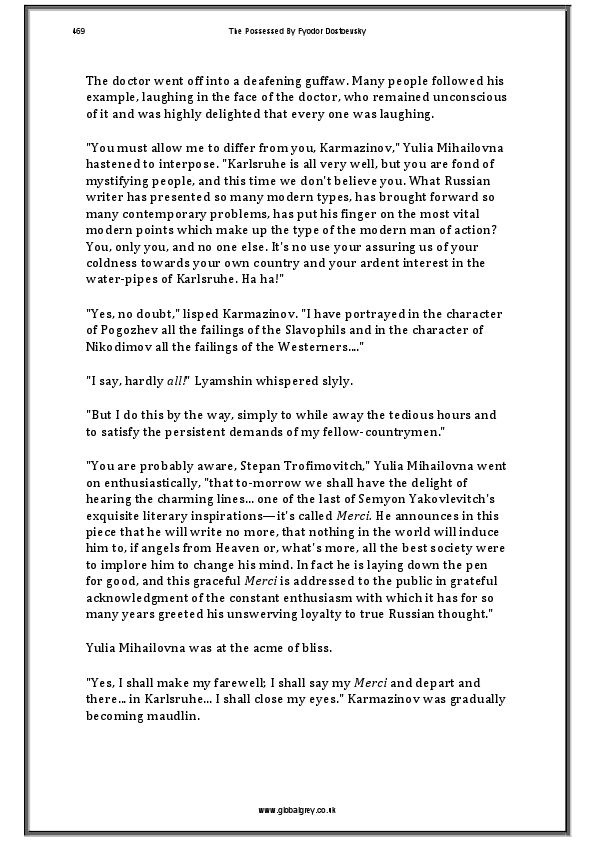 469 The Possessed By Fyodor Dostoevsky
The doctor went off into a deafening guffaw. Many people followed his
example, laughing in the face of the doctor, who remained unconscious
of it and was highly delighted that every one was laughing.
"You must allow me to differ from you, Karmazinov," Yulia Mihailovna
hastened to interpose. "Karlsruhe is all very well, but you are fond of
mystifying people, and this time we don't believe you. What Russian
writer has presented so many modern types, has brought forward so
many contemporary problems, has put his finger on the most vital
modern points which make up the type of the modern man of action?
You, only you, and no one else. It's no use your assuring us of your
coldness towards your own country and your ardent interest in the
water-pipes of Karlsruhe. Ha ha!"
"Yes, no doubt," lisped Karmazinov. "I have portrayed in the character
of Pogozhev all the failings of the Slavophils and in the character of
Nikodimov all the failings of the Westerners...."
"I say, hardly all!" Lyamshin whispered slyly.
"But I do this by the way, simply to while away the tedious hours and
to satisfy the persistent demands of my fellow-countrymen."
"You are probably aware, Stepan Trofimovitch," Yulia Mihailovna went
on enthusiastically, "that to-morrow we shall have the delight of
hearing the charming lines... one of the last of Semyon Yakovlevitch's
exquisite literary inspirations—it's called Merci. He announces in this
piece that he will write no more, that nothing in the world will induce
him to, if angels from Heaven or, what's more, all the best society were
to implore him to change his mind. In fact he is laying down the pen
for good, and this graceful Merci is addressed to the public in grateful
acknowledgment of the constant enthusiasm with which it has for so
many years greeted his unswerving loyalty to true Russian thought."
Yulia Mihailovna was at the acme of bliss.
"Yes, I shall make my farewell; I shall say my Merci and depart and
there... in Karlsruhe... I shall close my eyes." Karmazinov was gradually
becoming maudlin.
www.globalgrey.co.uk